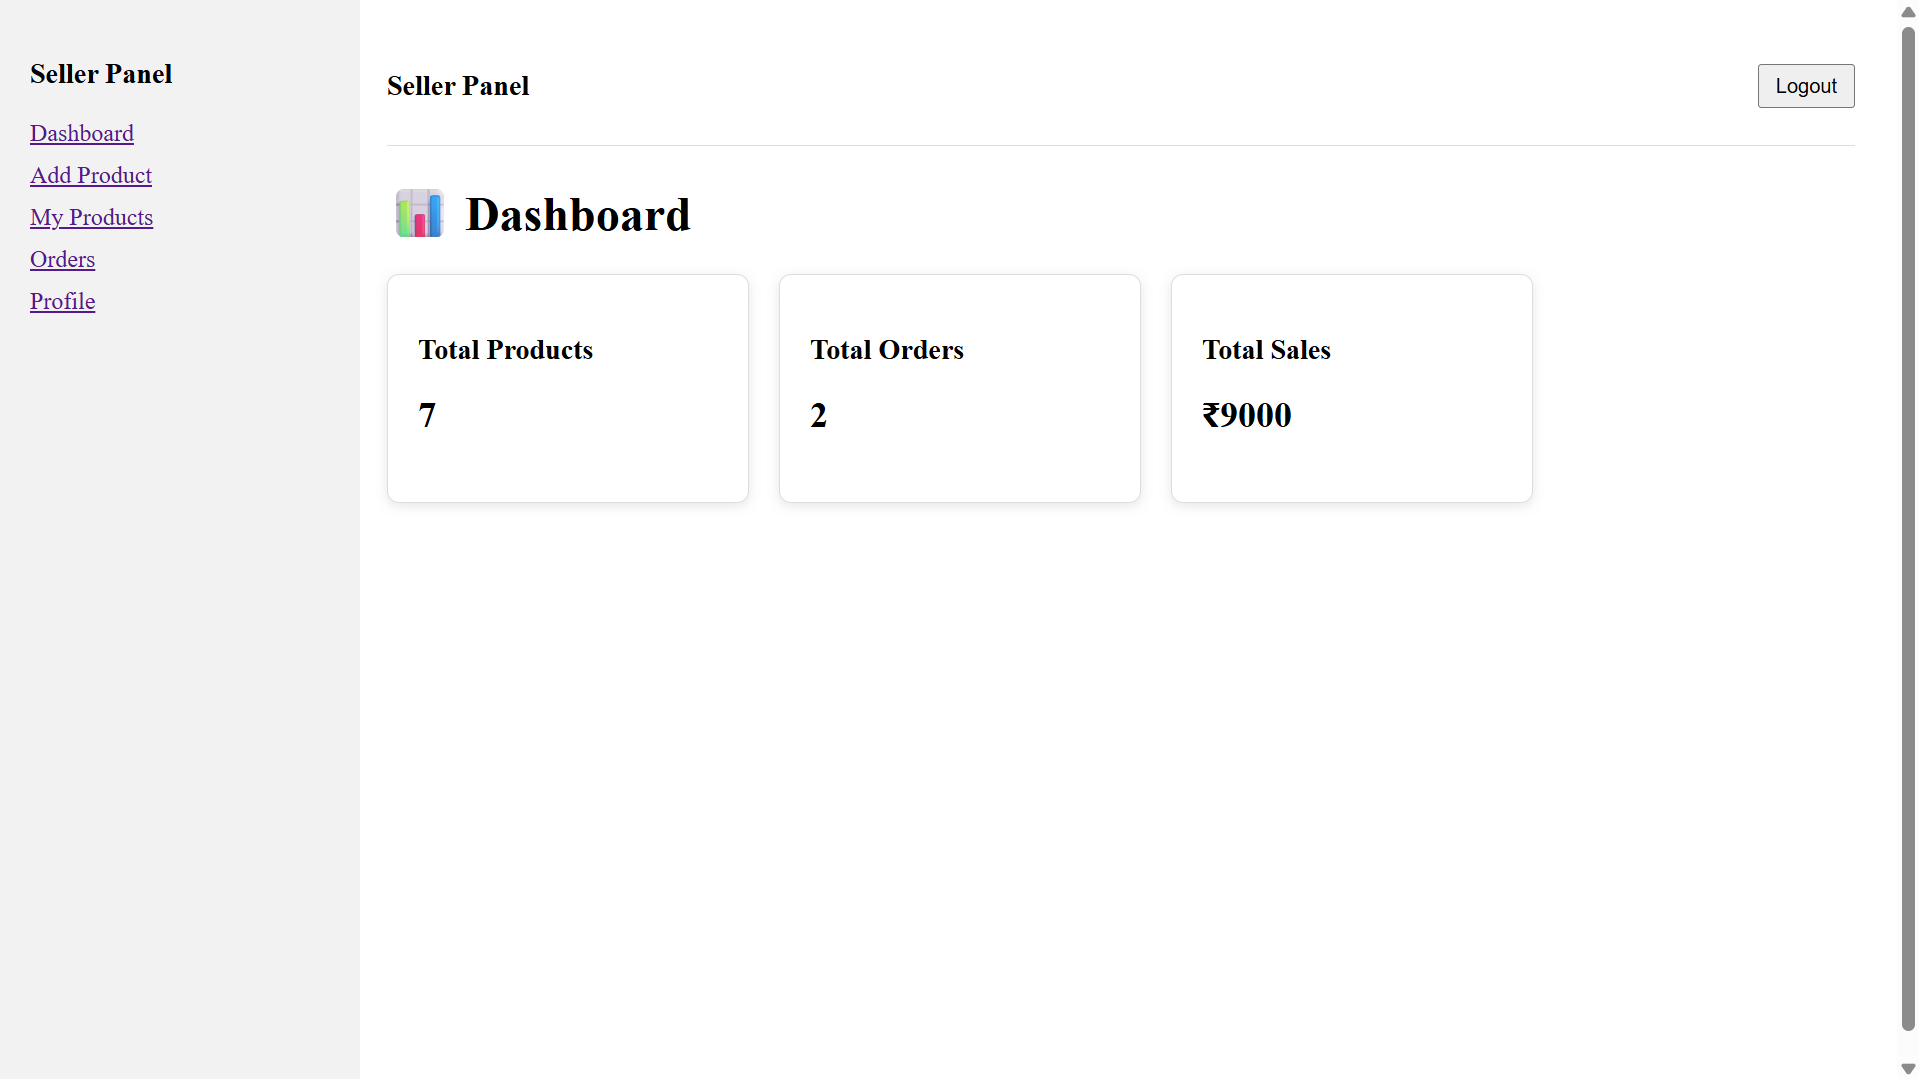 Seller Panel
Dashboard
Add Product
My Products
Orders
Profile
Seller Panel
Logout
Dashboard
Total Products
7
Total Orders
2
Total Sales
₹9000